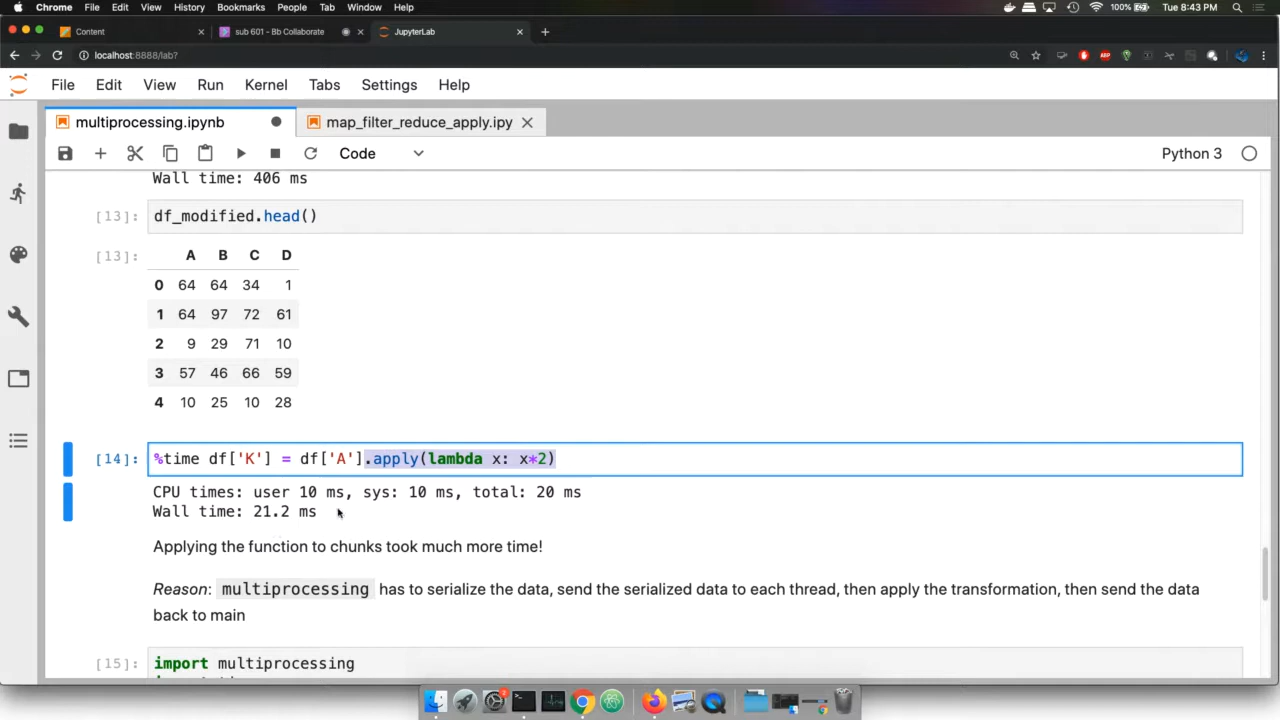 Chrome File Edit View History Bookmarks People Tab Window Help 100% Tue 8:43 PM
Content sub 601 - Bb Collaborate JupyterLab
localhost:8888/lab?
File Edit View Run Kernel Tabs Settings Help
multiprocessing.ipynb map_filter_reduce_apply.ipy
Code Python 3
Wall time: 406 ms
[13]: df_modified.head()
[13]: A B C D
0 64 64 34 1
1 64 97 72 61
2 9 29 71 10
3 57 46 66 59
4 10 25 10 28
[14]: %time df['K'] = df['A'].apply(lambda x: x*2)
CPU times: user 10 ms, sys: 10 ms, total: 20 ms
Wall time: 21.2 ms
Applying the function to chunks took much more time!
Reason: multiprocessing has to serialize the data, send the serialized data to each thread, then apply the transformation, then send the data
back to main
[15]: import multiprocessing